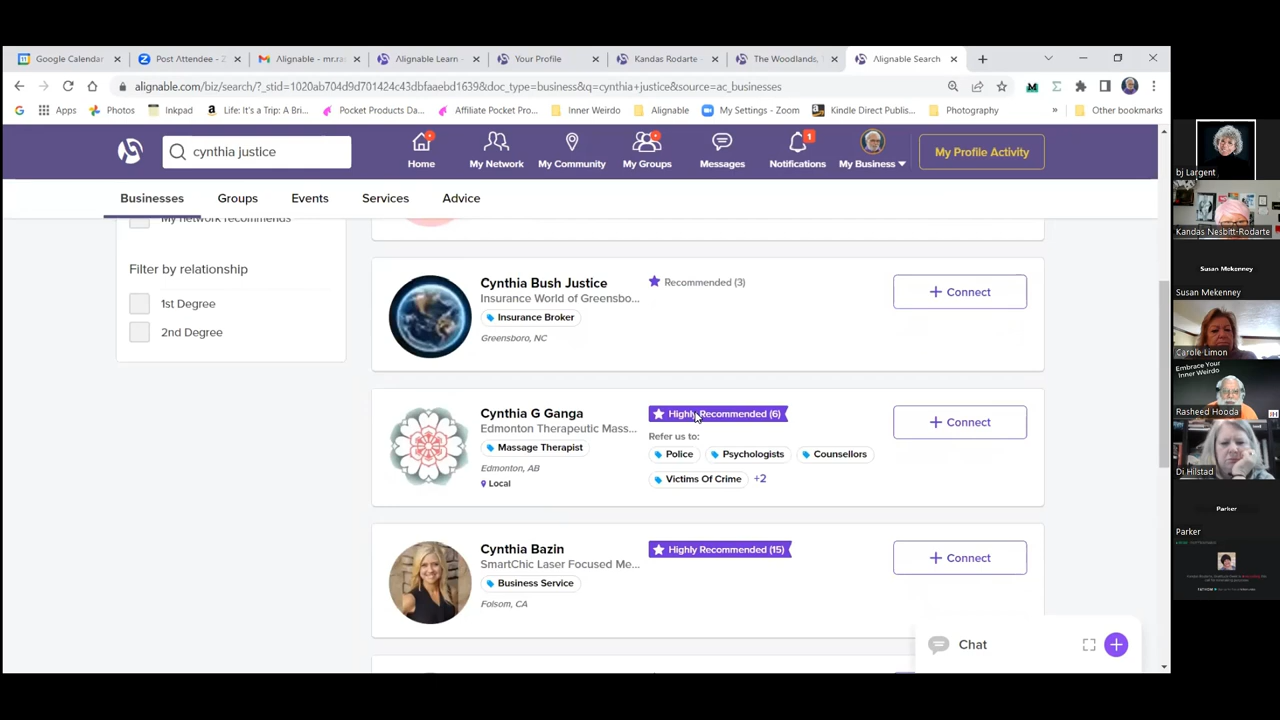 Google Calendar
Post Attendee - Z
Alignable - mr.ra
Alignable Learn -
Your Profile
Kandas Rodarte -
The Woodlands,
Alignable Search
alignable.com/biz/search/?_stid=1020ab704d9d701424c43dbfaebd1639&doc_type=business&q=cynthia+justice&source=ac_businesses
Apps
Photos
Inkpad
Life: It's a Trip: A Bri...
Pocket Products Da...
Affiliate Pocket Pro...
Inner Weirdo
Alignable
My Settings - Zoom
Kindle Direct Publis...
Photography
»
Other bookmarks
cynthia justice
Home
My Network
My Community
My Groups
Messages
1
Notifications
My Business
My Profile Activity
Businesses
Groups
Events
Services
Advice
My network recommends
Filter by relationship
1st Degree
2nd Degree
Cynthia Bush Justice
Recommended (3)
Insurance World of Greensbo...
Insurance Broker
Greensboro, NC
+ Connect
Cynthia G Ganga
Highly Recommended (6)
Edmonton Therapeutic Mass...
Refer us to:
Massage Therapist
Police
Psychologists
Counsellors
Edmonton, AB
Local
Victims Of Crime
+2
+ Connect
Cynthia Bazin
Highly Recommended (15)
SmartChic Laser Focused Me...
Business Service
Folsom, CA
+ Connect
Chat
bj Largent
Kandas Nesbitt-Rodarte
Susan Mekenney
Susan Mekenney
Carole Limon
Embrace Your
Inner Weirdo
Rasheed Hooda
Di Hilstad
Parker
Parker